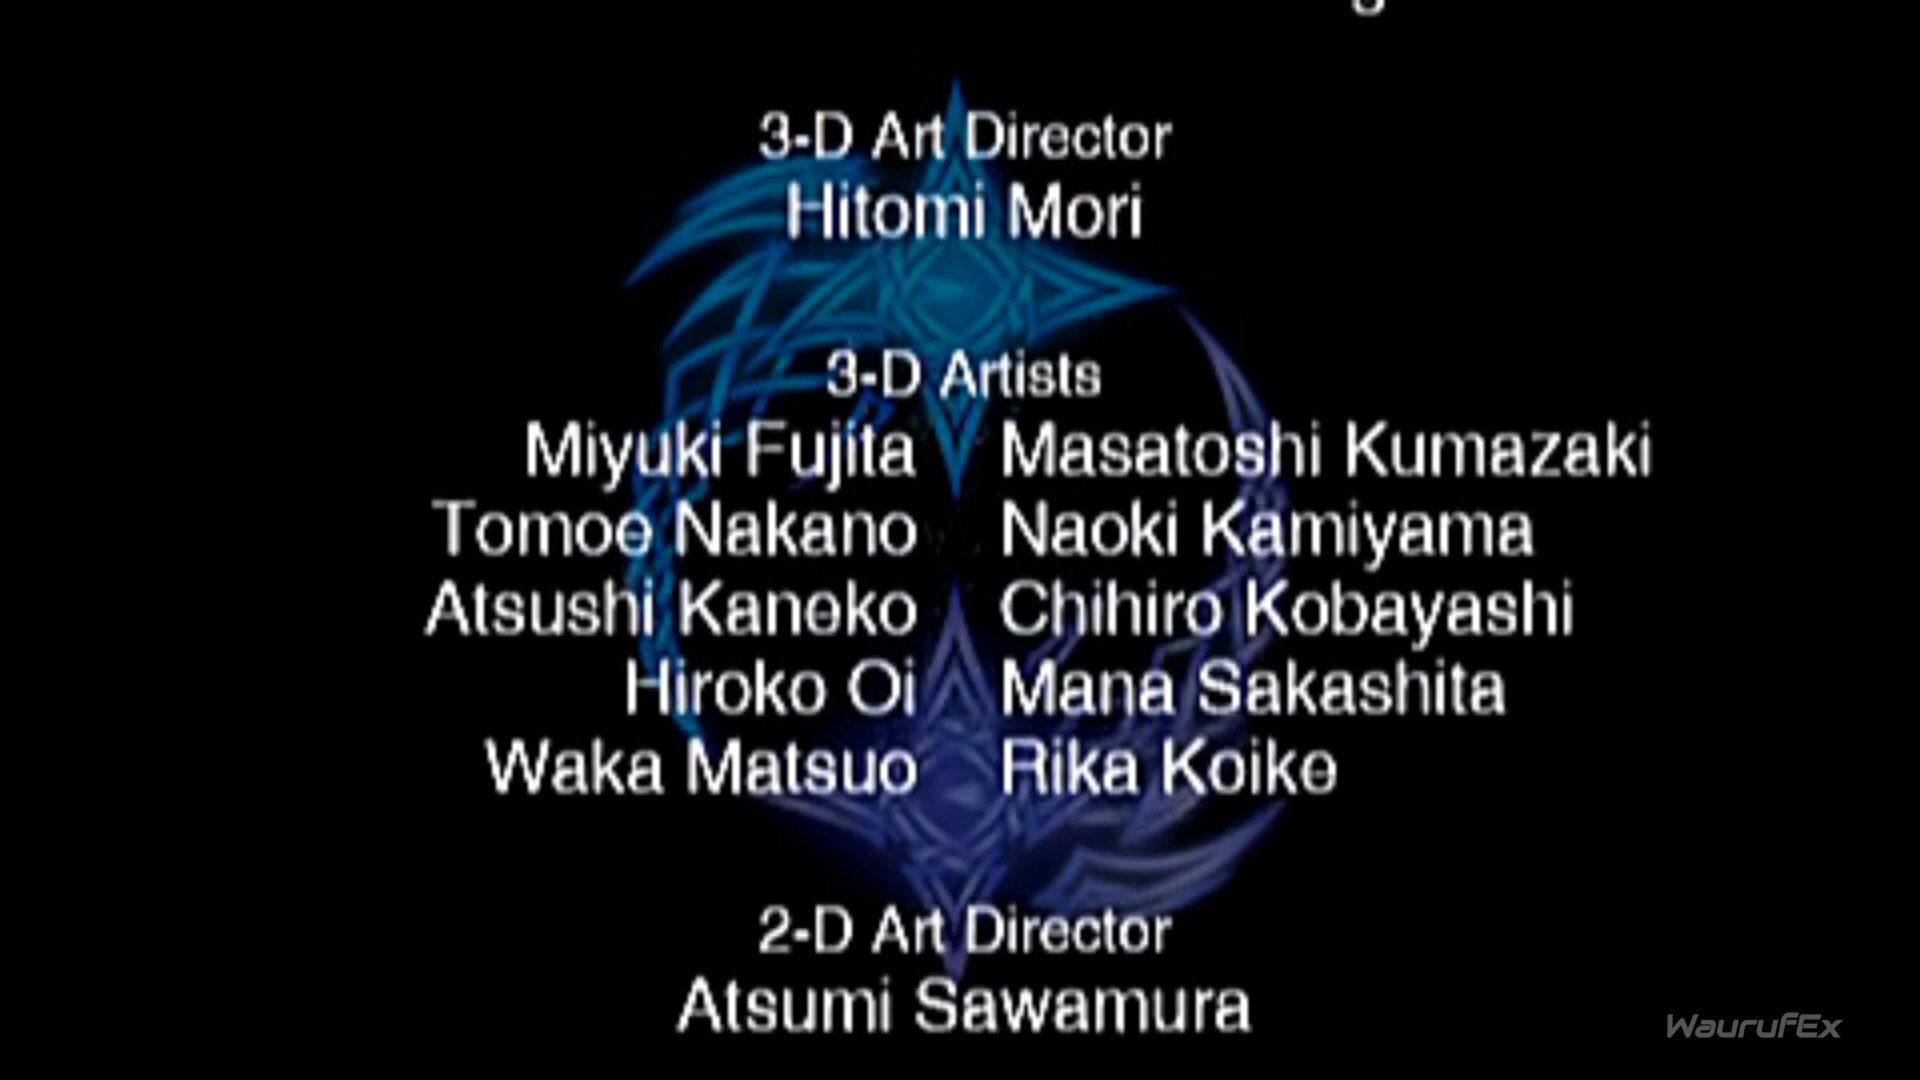 3-D Art Director
Hitomi Mori
3-D Artists
Miyuki Fujita Masatoshi Kumazaki
Tomoe Nakano Naoki Kamiyama
Atsushi Kaneko Chihiro Kobayashi
Hiroko Oi Mana Sakashita
Waka Matsuo Rika Koike
2-D Art Director
Atsumi Sawamura
WaurufEx